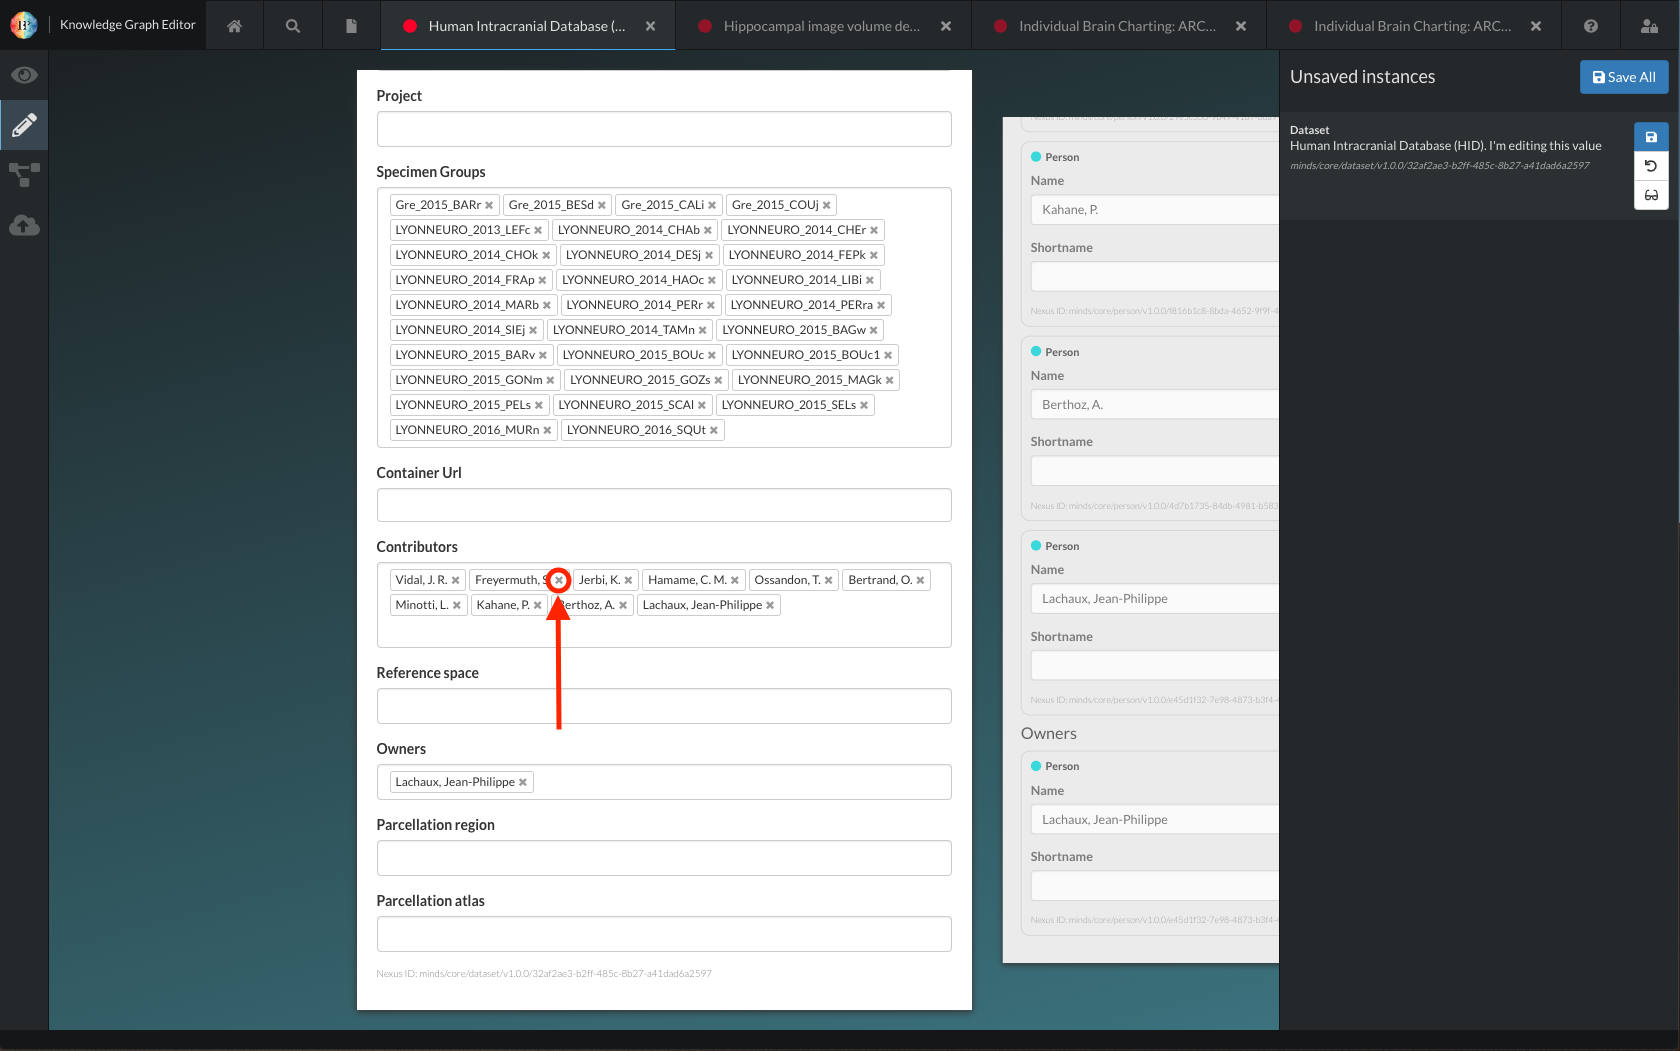 Knowledge Graph Editor
Human Intracranial Database (...
Hippocampal image volume de...
Individual Brain Charting: ARC...
Individual Brain Charting: ARC...
Project
Specimen Groups
Gre_2015_BARr Gre_2015_BESd Gre_2015_CALi Gre_2015_COUj
LYONNEURO_2013_LEFc LYONNEURO_2014_CHAb LYONNEURO_2014_CHEr
LYONNEURO_2014_CHOk LYONNEURO_2014_DESj LYONNEURO_2014_FEPk
LYONNEURO_2014_FRAp LYONNEURO_2014_HAOc LYONNEURO_2014_LIBi
LYONNEURO_2014_MARb LYONNEURO_2014_PERr LYONNEURO_2014_PERra
LYONNEURO_2014_SIEj LYONNEURO_2014_TAMn LYONNEURO_2015_BAGw
LYONNEURO_2015_BARv LYONNEURO_2015_BOUc LYONNEURO_2015_BOUc1
LYONNEURO_2015_GONm LYONNEURO_2015_GOZs LYONNEURO_2015_MAGk
LYONNEURO_2015_PELs LYONNEURO_2015_SCAl LYONNEURO_2015_SELs
LYONNEURO_2016_MURn LYONNEURO_2016_SQUt
Container Url
Contributors
Vidal, J. R. Freyermuth, S. Jerbi, K. Hamame, C. M. Ossandon, T. Bertrand, O.
Minotti, L. Kahane, P. Berthoz, A. Lachaux, Jean-Philippe
Reference space
Owners
Lachaux, Jean-Philippe
Parcellation region
Parcellation atlas
Nexus ID: minds/core/dataset/v1.0.0/32af2ae3-b2ff-485c-8b27-a41dad6a2597
Person
Name
Kahane, P.
Shortname
Nexus ID: minds/core/person/v1.0.0/f816b1c8-8bda-4652-9f9f-4
Person
Name
Berthoz, A.
Shortname
Nexus ID: minds/core/person/v1.0.0/4d7b1735-84db-4981-b583
Person
Name
Lachaux, Jean-Philippe
Shortname
Nexus ID: minds/core/person/v1.0.0/e45d1f32-7e98-4873-b3f4-
Owners
Person
Name
Lachaux, Jean-Philippe
Shortname
Nexus ID: minds/core/person/v1.0.0/e45d1f32-7e98-4873-b3f4-
Unsaved instances
Save All
Dataset
Human Intracranial Database (HID). I'm editing this value
minds/core/dataset/v1.0.0/32af2ae3-b2ff-485c-8b27-a41dad6a2597